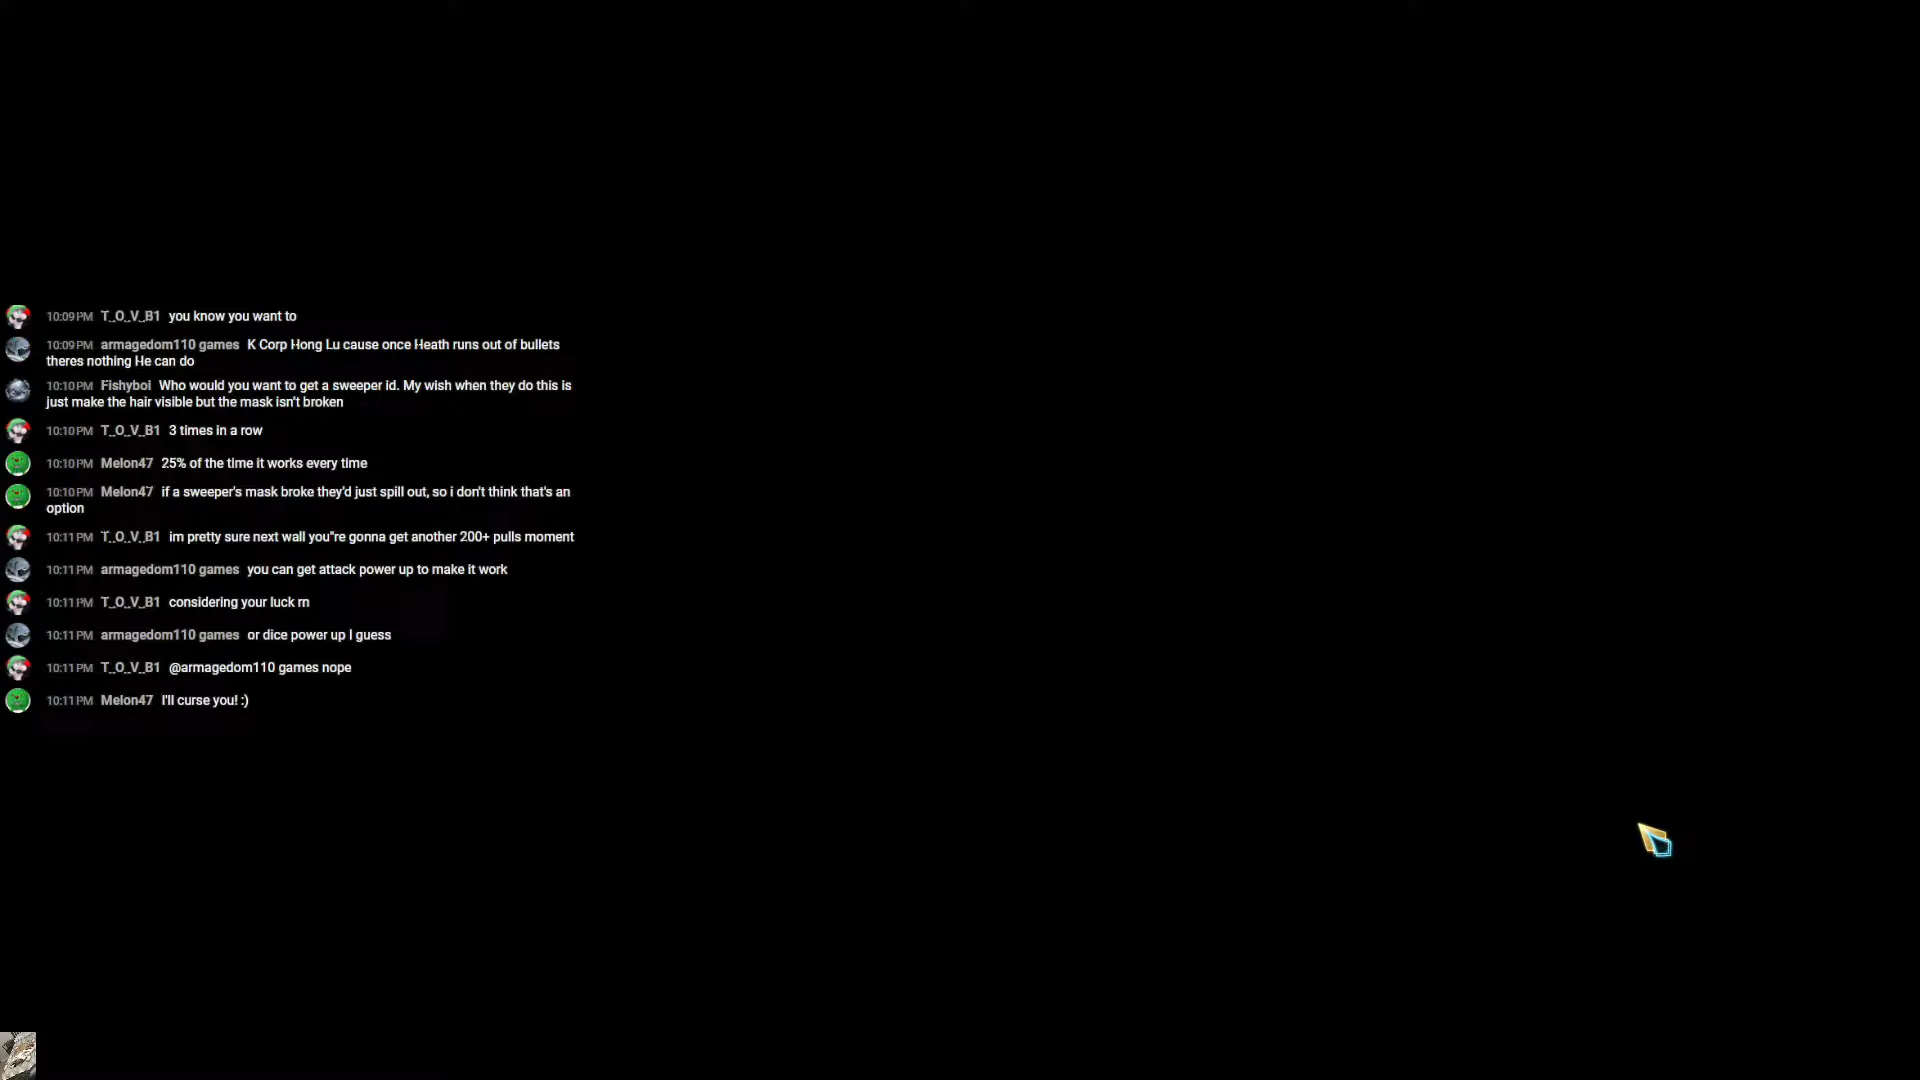 10:09 PM T_O_V_B1 you know you want to
10:09 PM armagedom110 games K Corp Hong Lu cause once Heath runs out of bullets
theres nothing He can do
10:10 PM Fishyboi Who would you want to get a sweeper id. My wish when they do this is
just make the hair visible but the mask isn't broken
10:10 PM T_O_V_B1 3 times in a row
10:10 PM Melon47 25% of the time it works every time
10:10 PM Melon47 if a sweeper's mask broke they'd just spill out, so i don't think that's an
option
10:11 PM T_O_V_B1 im pretty sure next wall you"re gonna get another 200+ pulls moment
10:11 PM armagedom110 games you can get attack power up to make it work
10:11 PM T_O_V_B1 considering your luck rn
10:11 PM armagedom110 games or dice power up I guess
10:11 PM T_O_V_B1 @armagedom110 games nope
10:11 PM Melon47 I'll curse you! :)